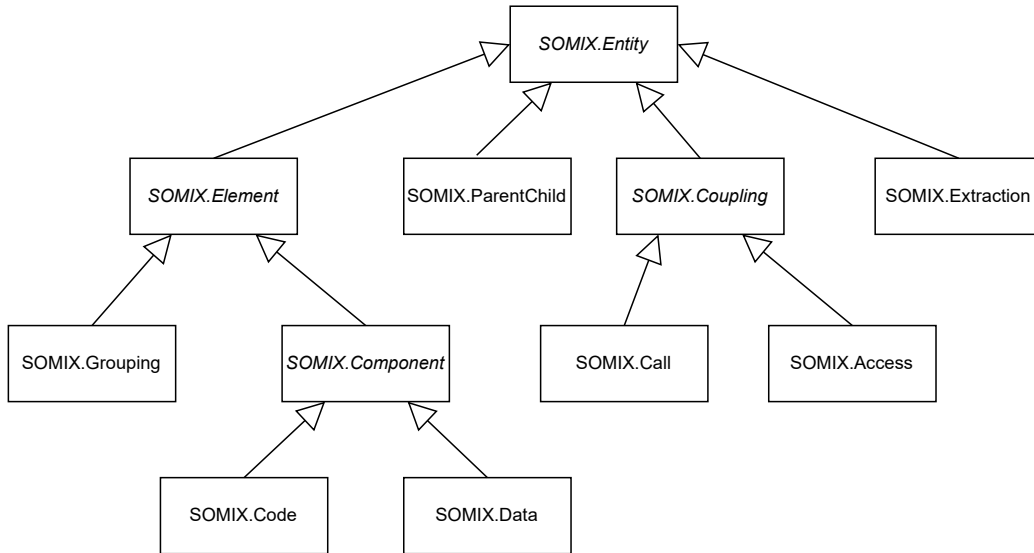 SOMIX.Entity
SOMIX.Element
SOMIX.ParentChild
SOMIX.Coupling
SOMIX.Extraction
SOMIX.Grouping
SOMIX.Component
SOMIX.Call
SOMIX.Access
SOMIX.Code
SOMIX.Data